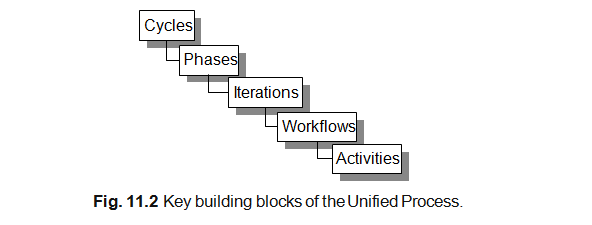 Cycles
Phases
Iterations
Workflows
Activities
Fig. 11.2 Key building blocks of the Unified Process.